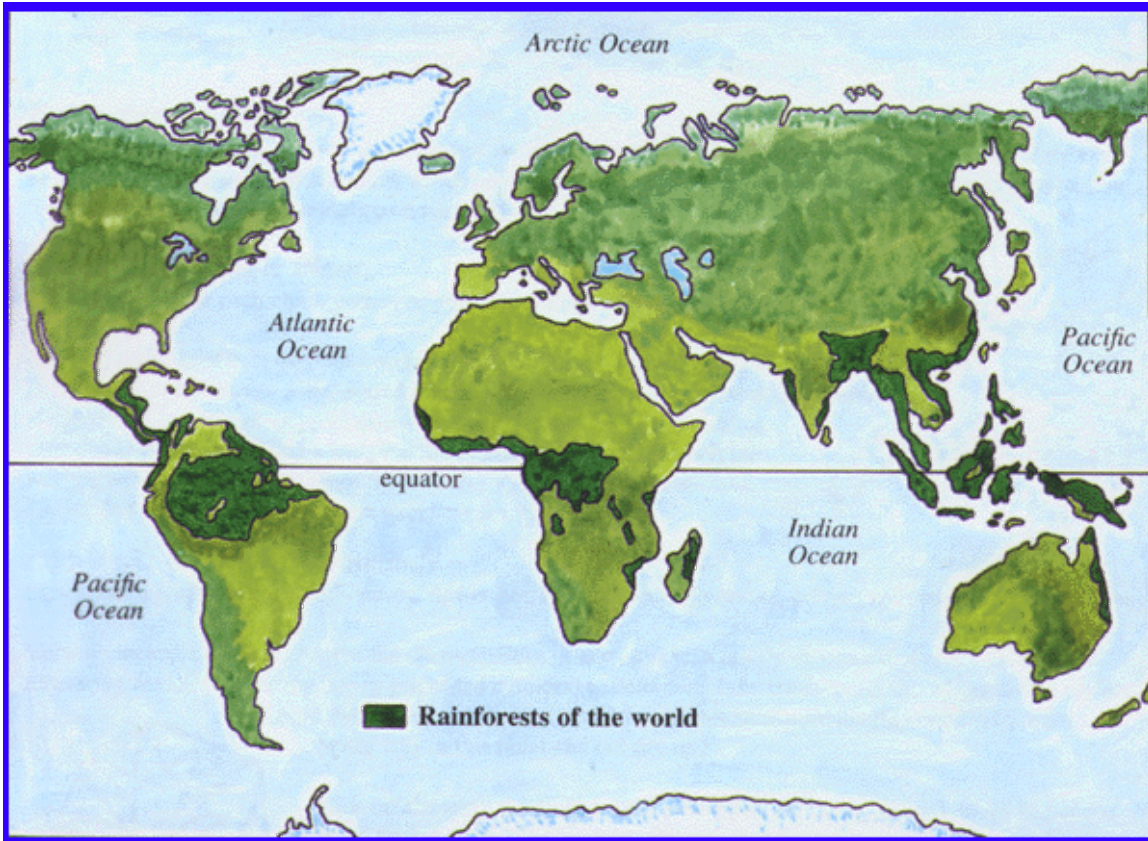 Arctic Ocean
Atlantic
Ocean
Pacific
Ocean
equator
Indian
Ocean
Pacific
Ocean
Rainforests of the world